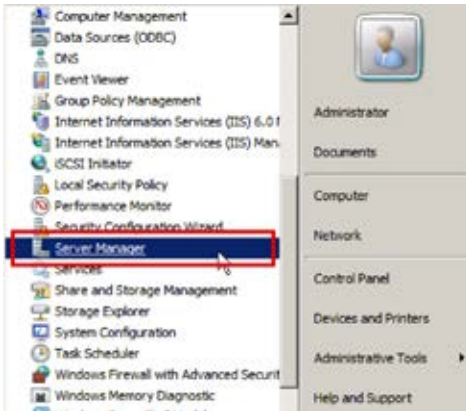 Computer Management
Data Sources (ODBC)
DNS
Event Viewer
Group Policy Management
Internet Information Services (IIS) 6.0
Internet Information Services (IIS) Man
iSCSI Initiator
Local Security Policy
Performance Monitor
Security Configuration Wizard
Server Manager
Services
Share and Storage Management
Storage Explorer
System Configuration
Task Scheduler
Windows Firewall with Advanced Securit
Windows Memory Diagnostic
Administrator
Documents
Computer
Network
Control Panel
Devices and Printers
Administrative Tools
Help and Support